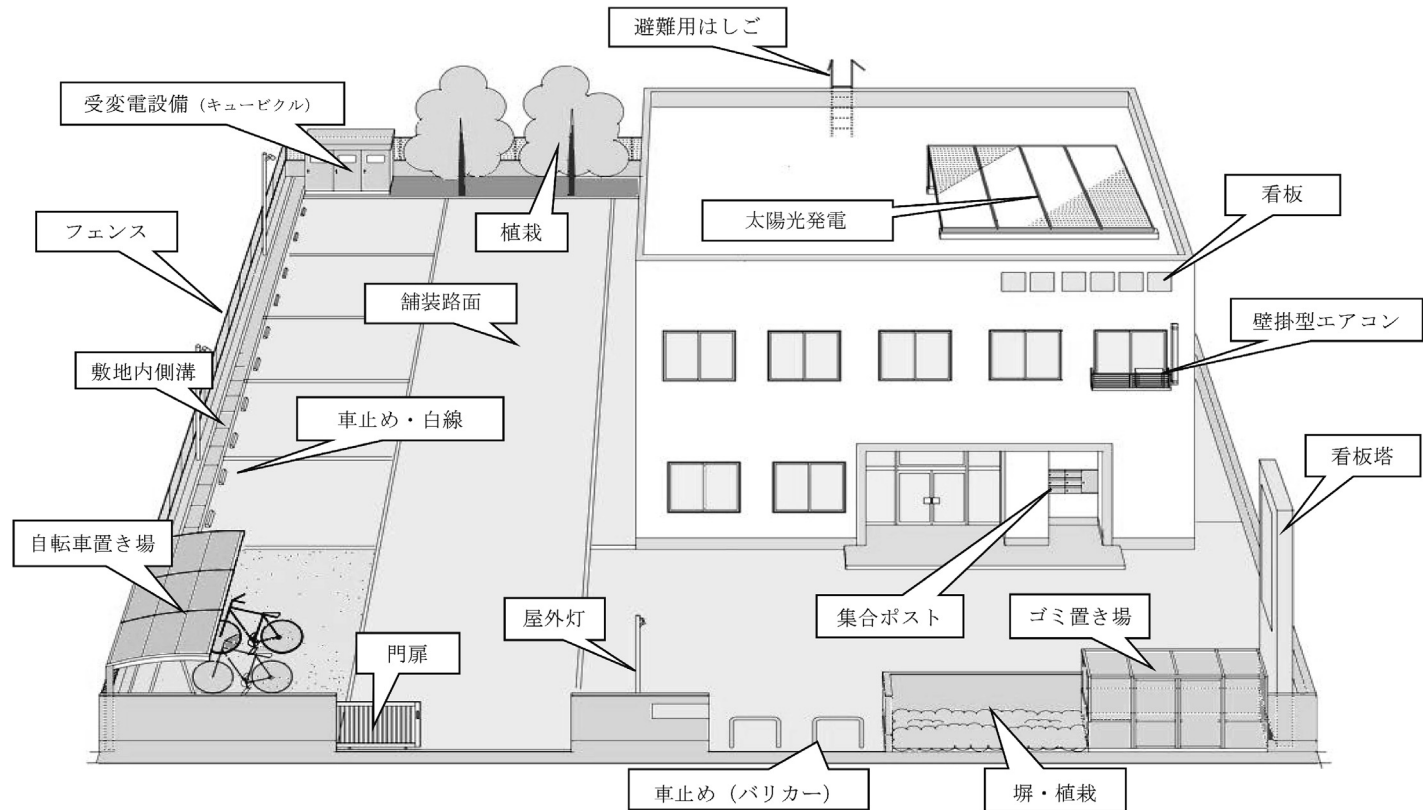 避難用はしご
受変電設備（キュービクル）
植栽
太陽光発電
看板
フェンス
舗装路面
壁掛型エアコン
敷地内側溝
車止め・白線
看板塔
自転車置き場
屋外灯
集合ポスト
ゴミ置き場
門扉
車止め（バリカー）
塀・植栽